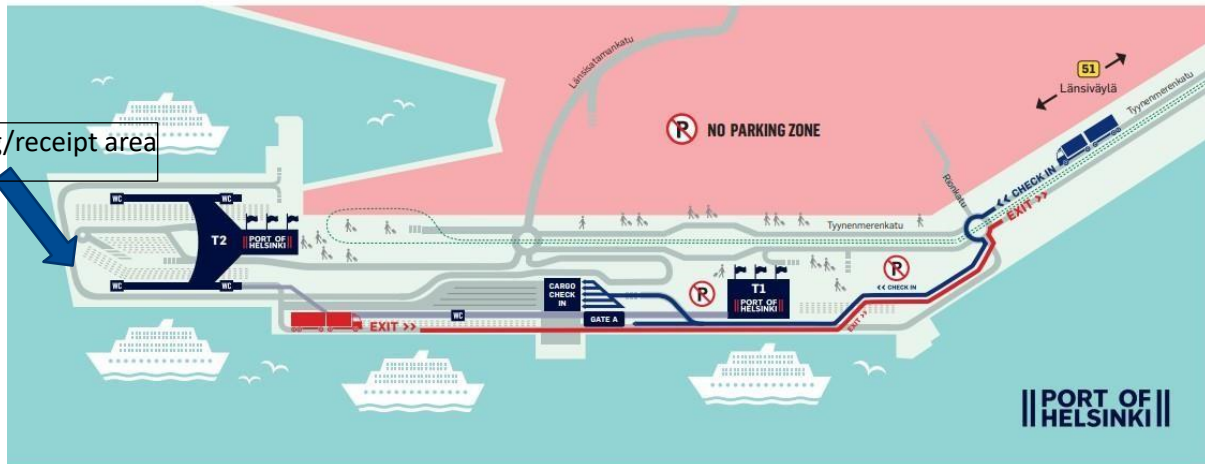 Länsisatamankatu
51
Länsiväylä
Tyynenmerenkatu
P NO PARKING ZONE
/receipt area
Rionkatu
<< CHECK IN
EXIT >>
WC
WC
T2
PORT OF
HELSINKI
Tyynenmerenkatu
WC
WC
CARGO
CHECK
IN
GATE A
WC
P
T1
PORT OF
HELSINKI
P
<< CHECK IN
EXIT >>
EXIT >>
PORT OF
HELSINKI